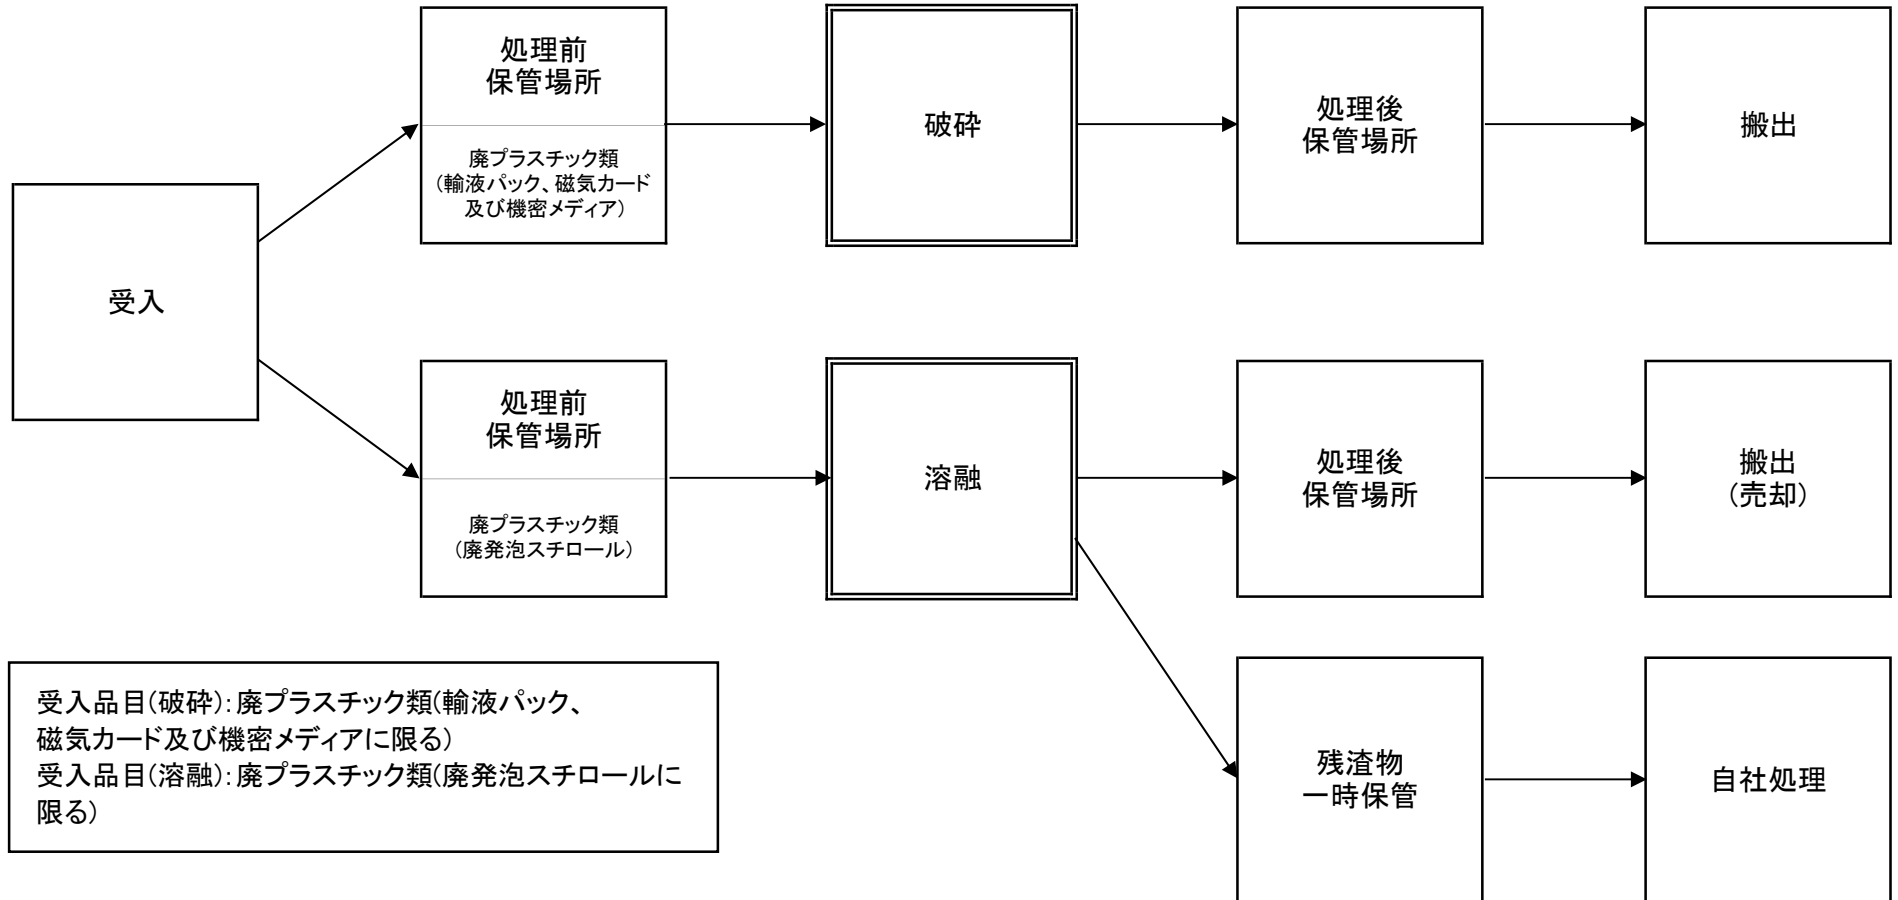 処理前
保管場所
廃プラスチック類
（輸液パック、磁気カード
及び機密メディア）
破砕
処理後
保管場所
搬出
受入
処理前
保管場所
廃プラスチック類
（廃発泡スチロール）
溶融
処理後
保管場所
搬出
（売却）
残渣物
一時保管
自社処理
受入品目(破砕)：廃プラスチック類(輸液パック、
磁気カード及び機密メディアに限る)
受入品目(溶融)：廃プラスチック類(廃発泡スチロールに
限る)